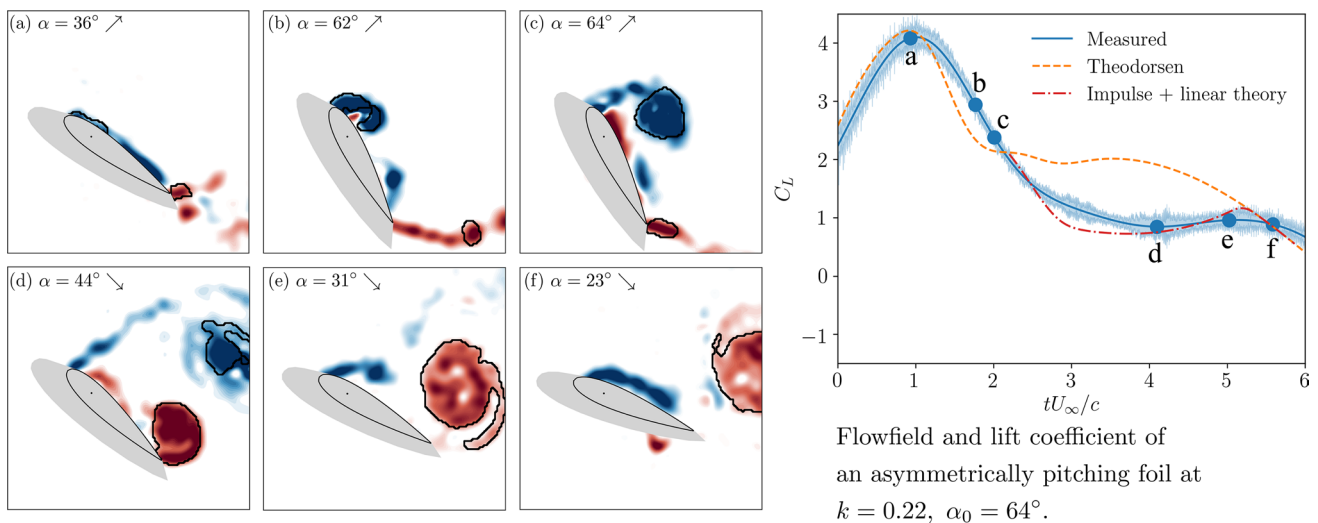 (a) α = 36° ↗
(b) α = 62° ↗
(c) α = 64° ↗
(d) α = 44° ↘
(e) α = 31° ↘
(f) α = 23° ↘
4
3
2
1
0
−1
C_L
Measured
Theodorsen
Impulse + linear theory
a
b
c
d
e
f
0 1 2 3 4 5 6
tU∞/c
Flowfield and lift coefficient of
an asymmetrically pitching foil at
k = 0.22, α₀ = 64°.